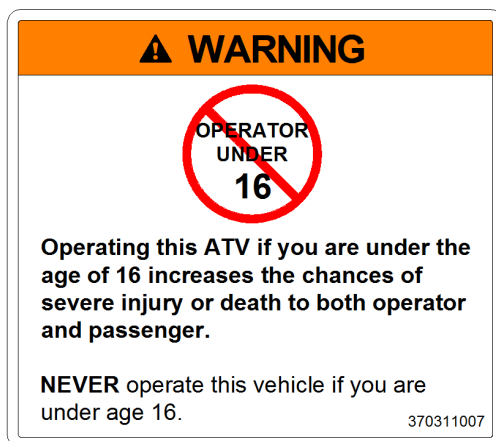 WARNING
OPERATOR
UNDER
16
Operating this ATV if you are under the
age of 16 increases the chances of
severe injury or death to both operator
and passenger.
NEVER operate this vehicle if you are
under age 16.
370311007